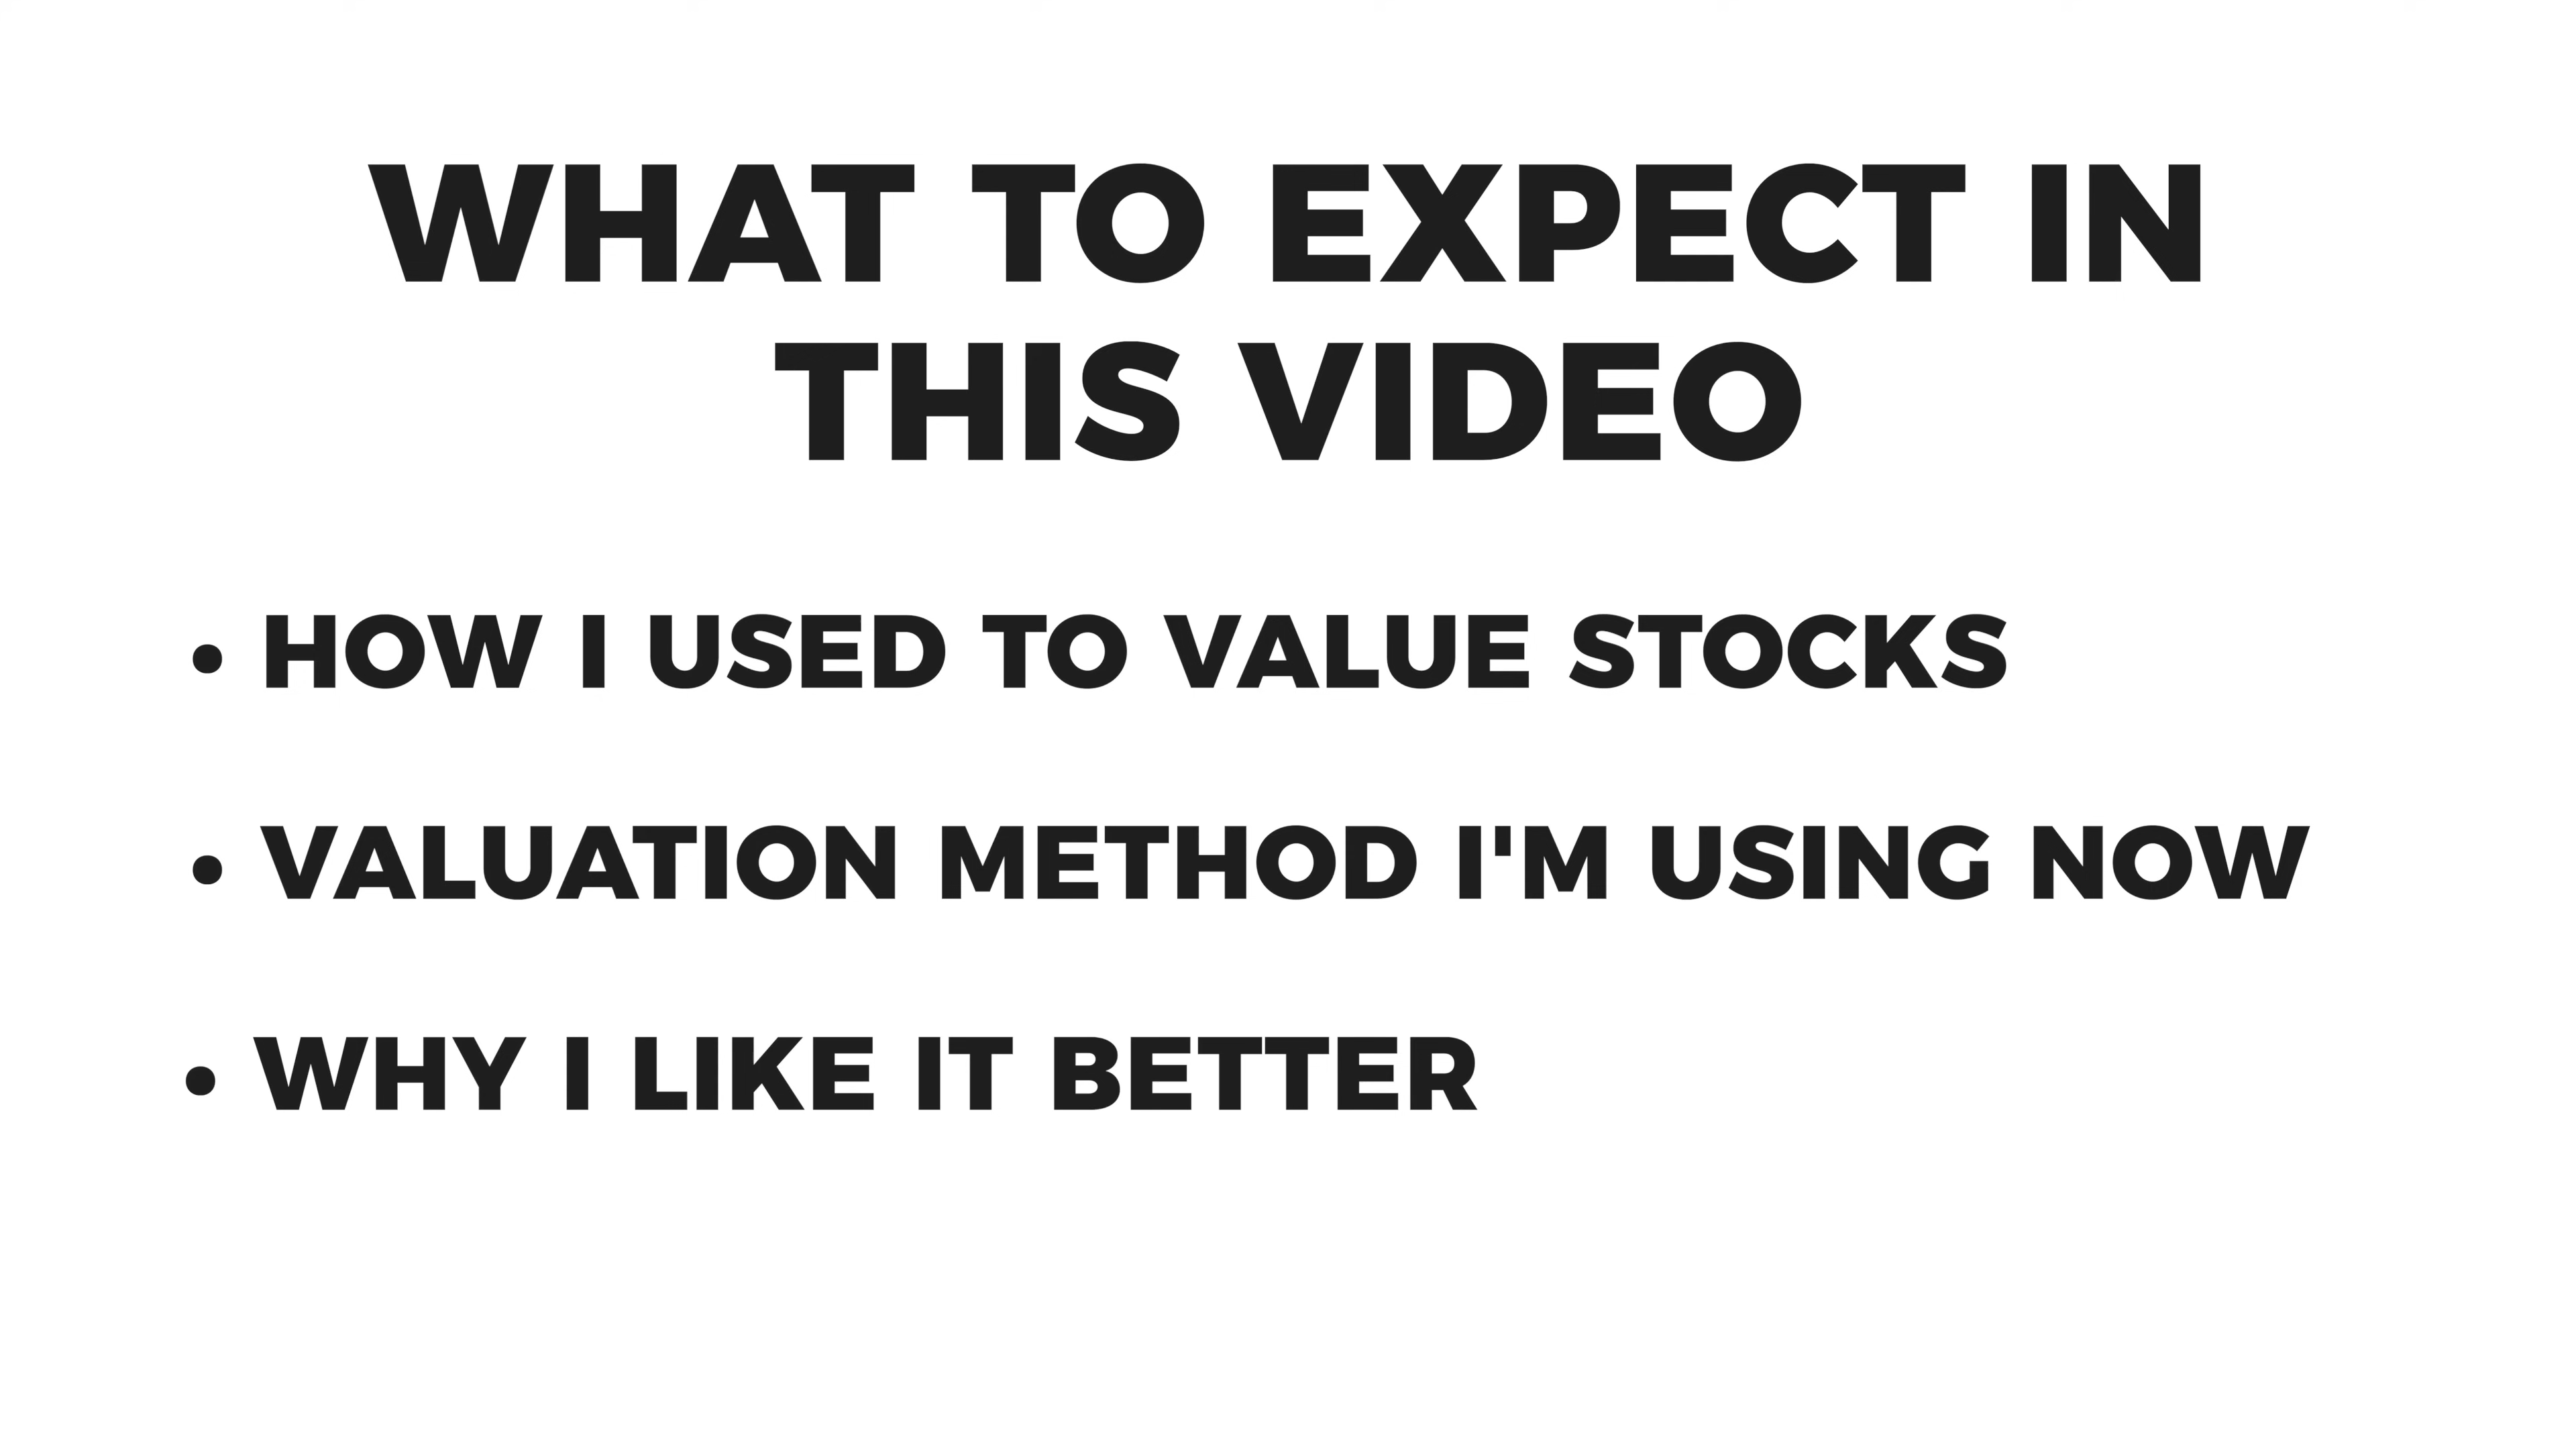 WHAT TO EXPECT IN
THIS VIDEO
• HOW I USED TO VALUE STOCKS
• VALUATION METHOD I'M USING NOW
• WHY I LIKE IT BETTER